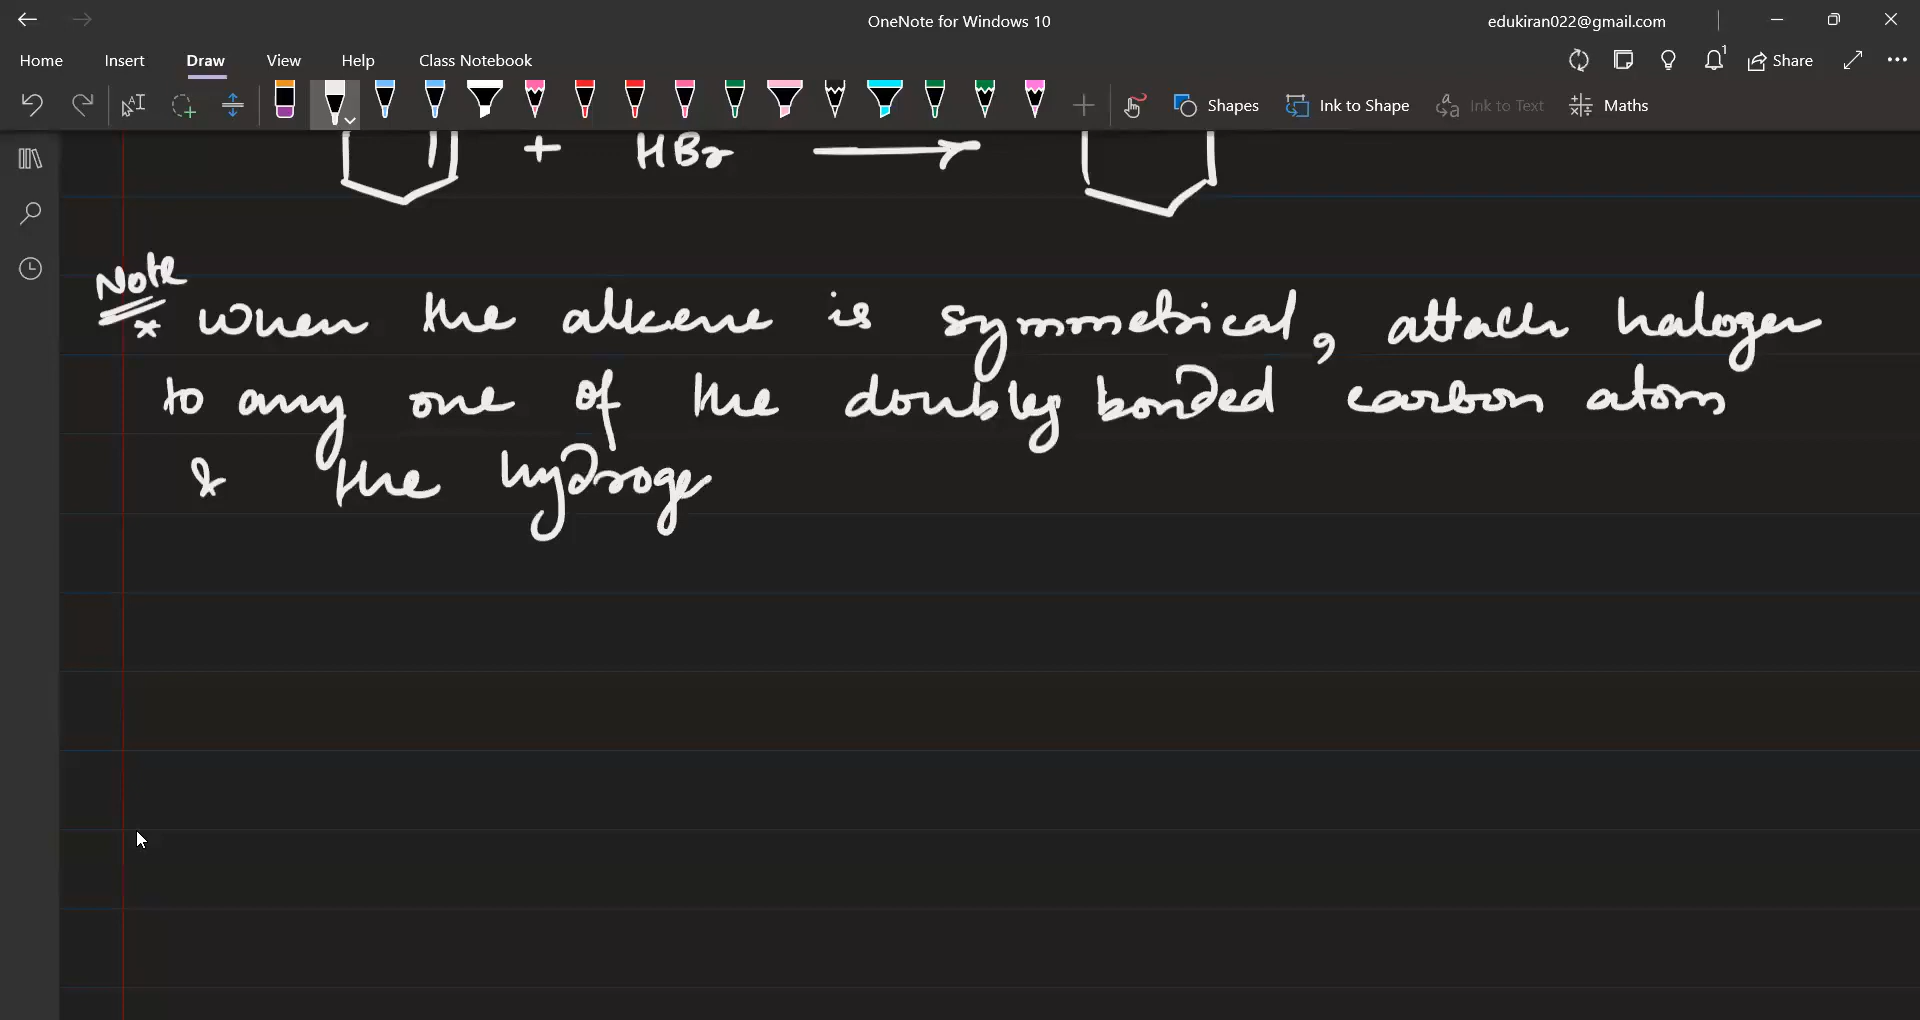 OneNote for Windows 10
edukiran022@gmail.com
Home Insert Draw View Help Class Notebook
1
Share
Shapes Ink to Shape Ink to Text Maths
+ HBr
Note
* when the alkene is symmetrical, attach halogen
to any one of the doubly bonded carbon atom
& the hydroge